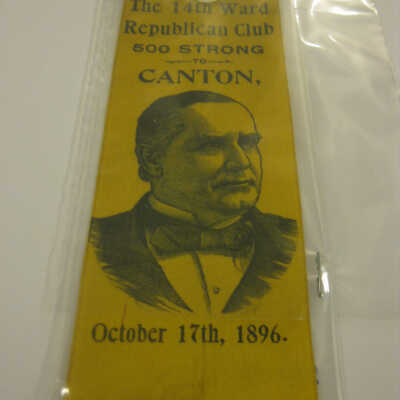 The 14th Ward
Republican Club
500 STRONG
TO
CANTON,
October 17th, 1896.